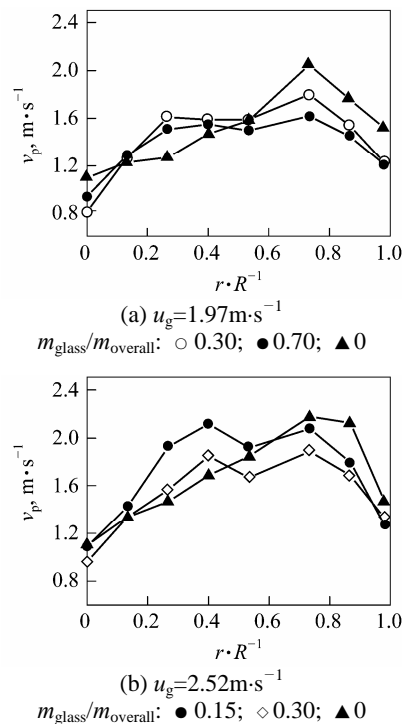 2.4
2.0
1.6
1.2
0.8
v_p, m·s⁻¹
0 0.2 0.4 0.6 0.8 1.0
r·R⁻¹
(a) u_g=1.97m·s⁻¹
m_glass/m_overall: ○ 0.30; ● 0.70; ▲ 0
2.4
2.0
1.6
1.2
0.8
v_p, m·s⁻¹
0 0.2 0.4 0.6 0.8 1.0
r·R⁻¹
(b) u_g=2.52m·s⁻¹
m_glass/m_overall: ● 0.15; ◇ 0.30; ▲ 0